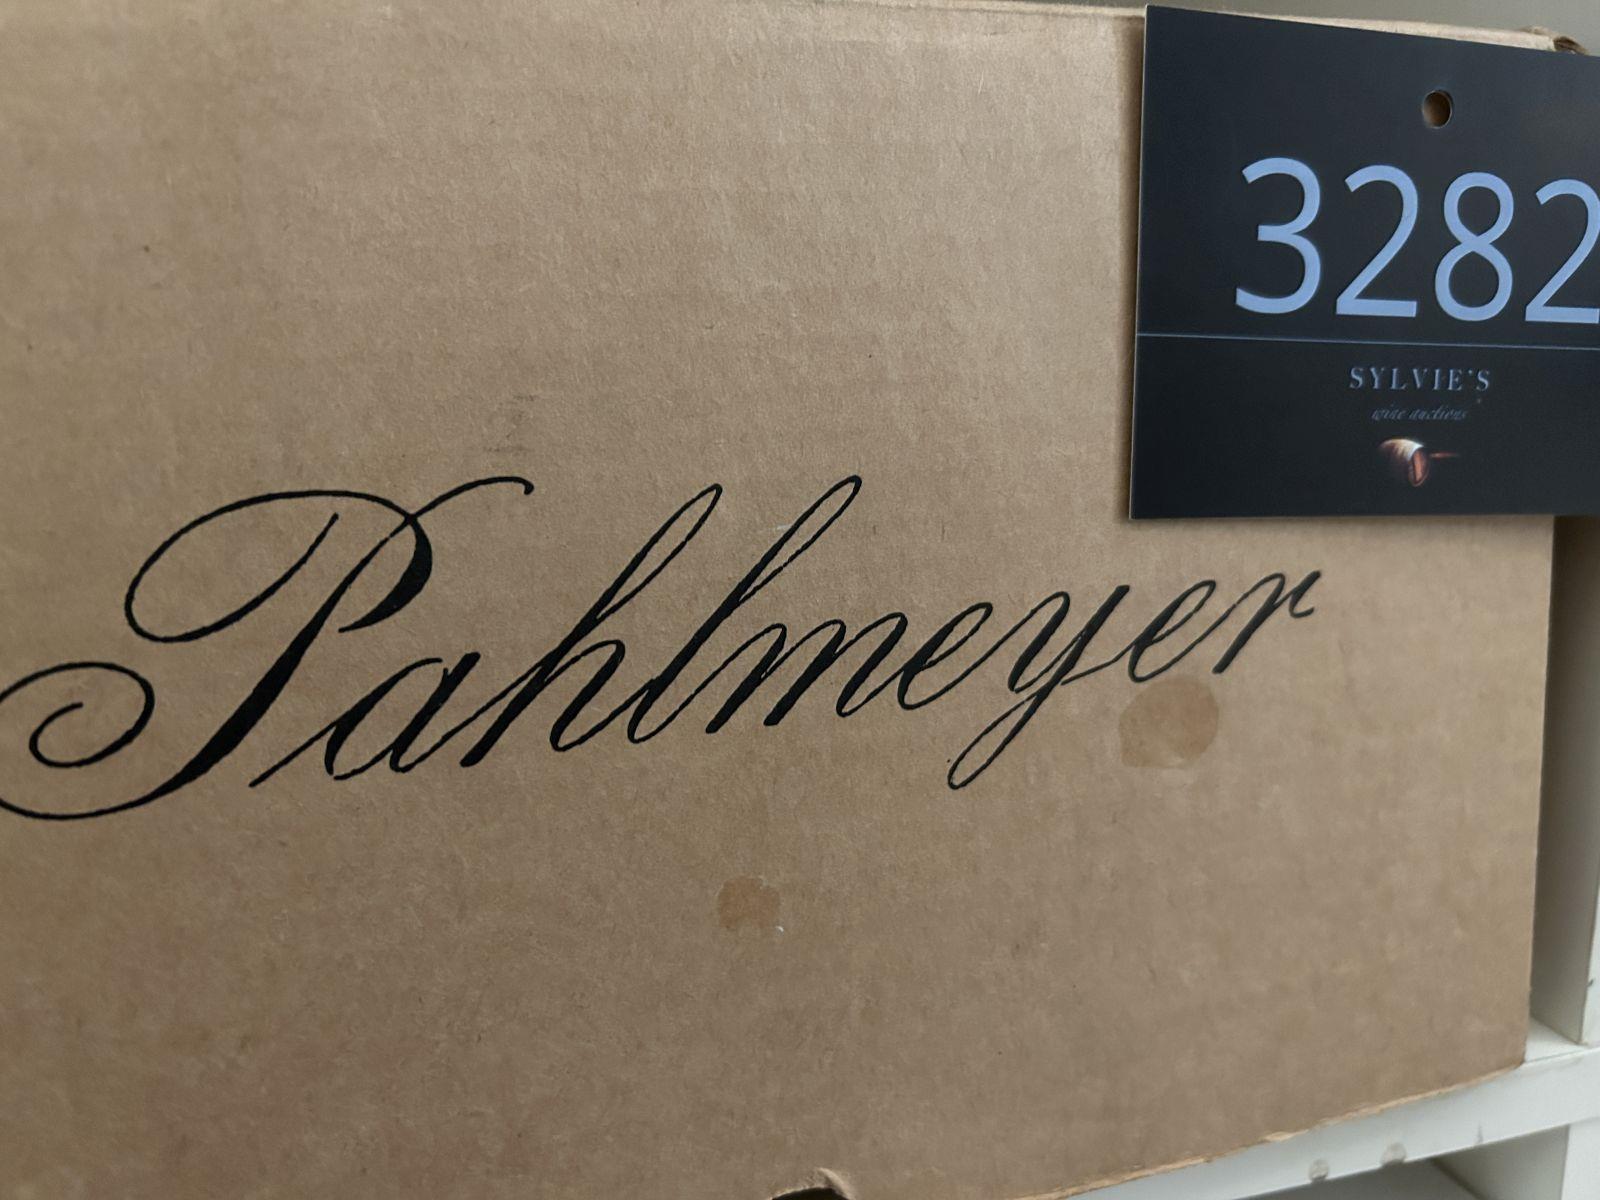 3282
SYLVIE'S
wine auctions
Pahlmeyer